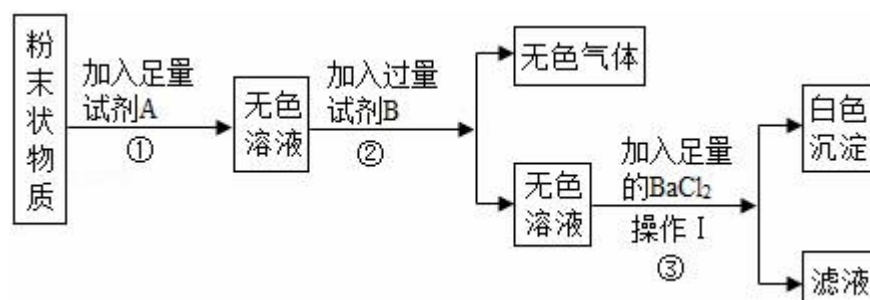 粉
末
状
物
质
加入足量
试剂A
①
无色
溶液
加入过量
试剂B
②
无色气体
无色
溶液
加入足量
的BaCl₂
操作Ⅰ
③
白色
沉淀
滤液